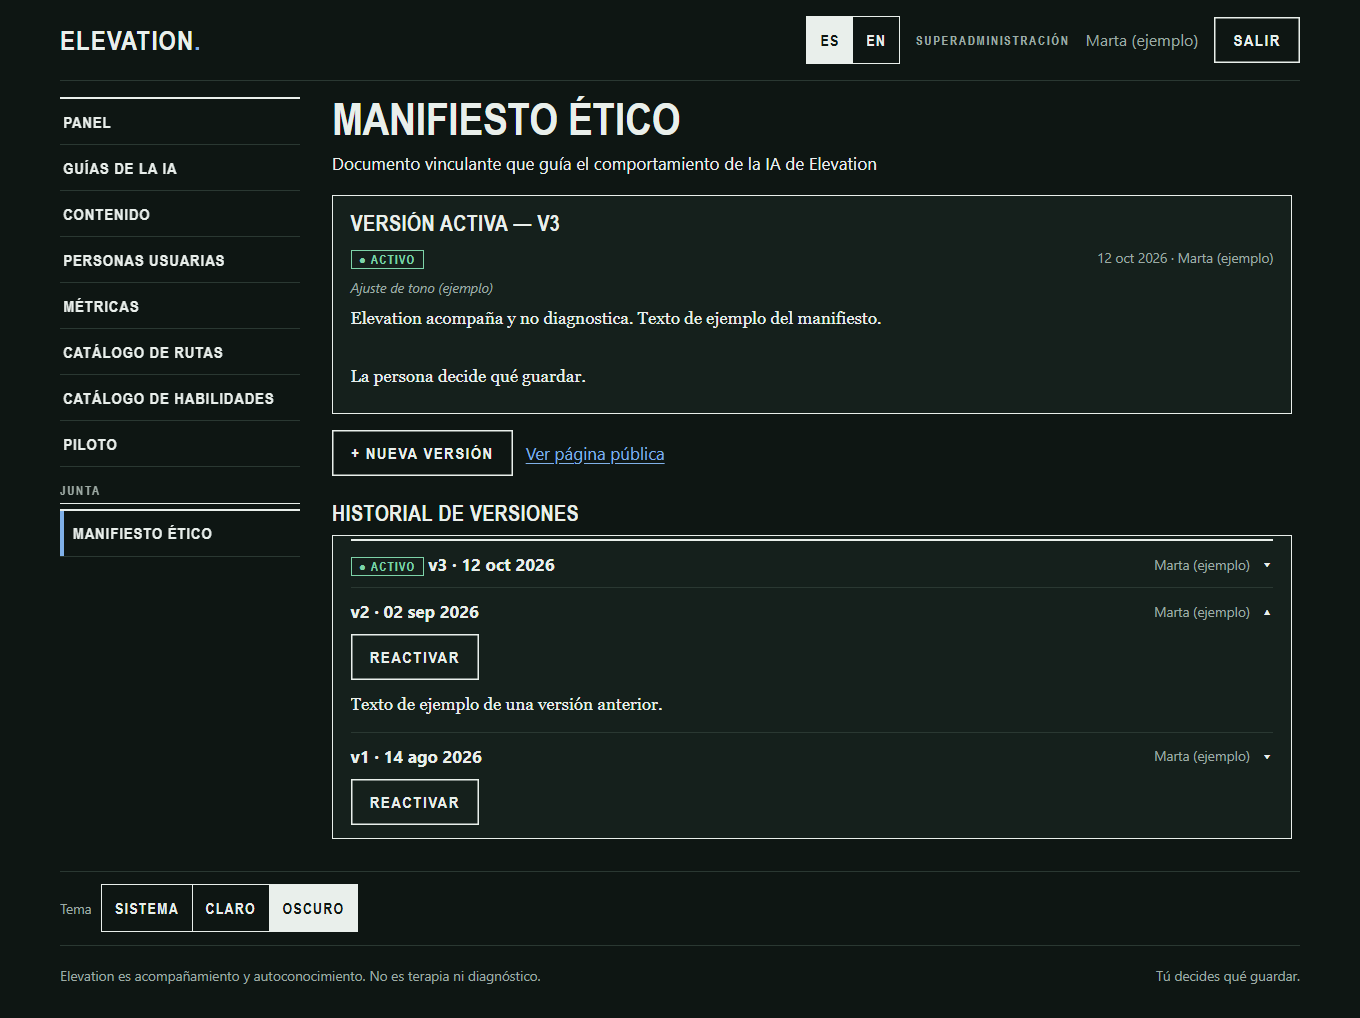 ELEVATION.
ES EN SUPERADMINISTRACIÓN Marta (ejemplo) SALIR
PANEL
GUÍAS DE LA IA
CONTENIDO
PERSONAS USUARIAS
MÉTRICAS
CATÁLOGO DE RUTAS
CATÁLOGO DE HABILIDADES
PILOTO
JUNTA
MANIFIESTO ÉTICO
MANIFIESTO ÉTICO
Documento vinculante que guía el comportamiento de la IA de Elevation
VERSIÓN ACTIVA — V3
● ACTIVO 12 oct 2026 · Marta (ejemplo)
Ajuste de tono (ejemplo)
Elevation acompaña y no diagnostica. Texto de ejemplo del manifiesto.
La persona decide qué guardar.
+ NUEVA VERSIÓN Ver página pública
HISTORIAL DE VERSIONES
● ACTIVO v3 · 12 oct 2026 Marta (ejemplo) ▾
v2 · 02 sep 2026 Marta (ejemplo) ▴
REACTIVAR
Texto de ejemplo de una versión anterior.
v1 · 14 ago 2026 Marta (ejemplo) ▾
REACTIVAR
Tema SISTEMA CLARO OSCURO
Elevation es acompañamiento y autoconocimiento. No es terapia ni diagnóstico. Tú decides qué guardar.